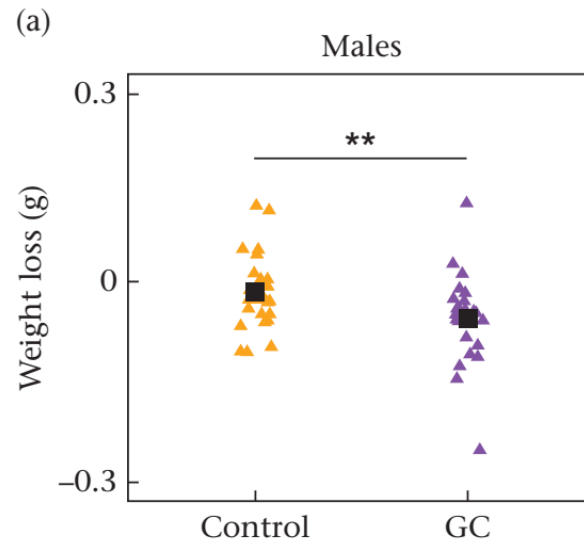 (a)
Males
0.3
**
0
Weight loss (g)
–0.3
Control GC